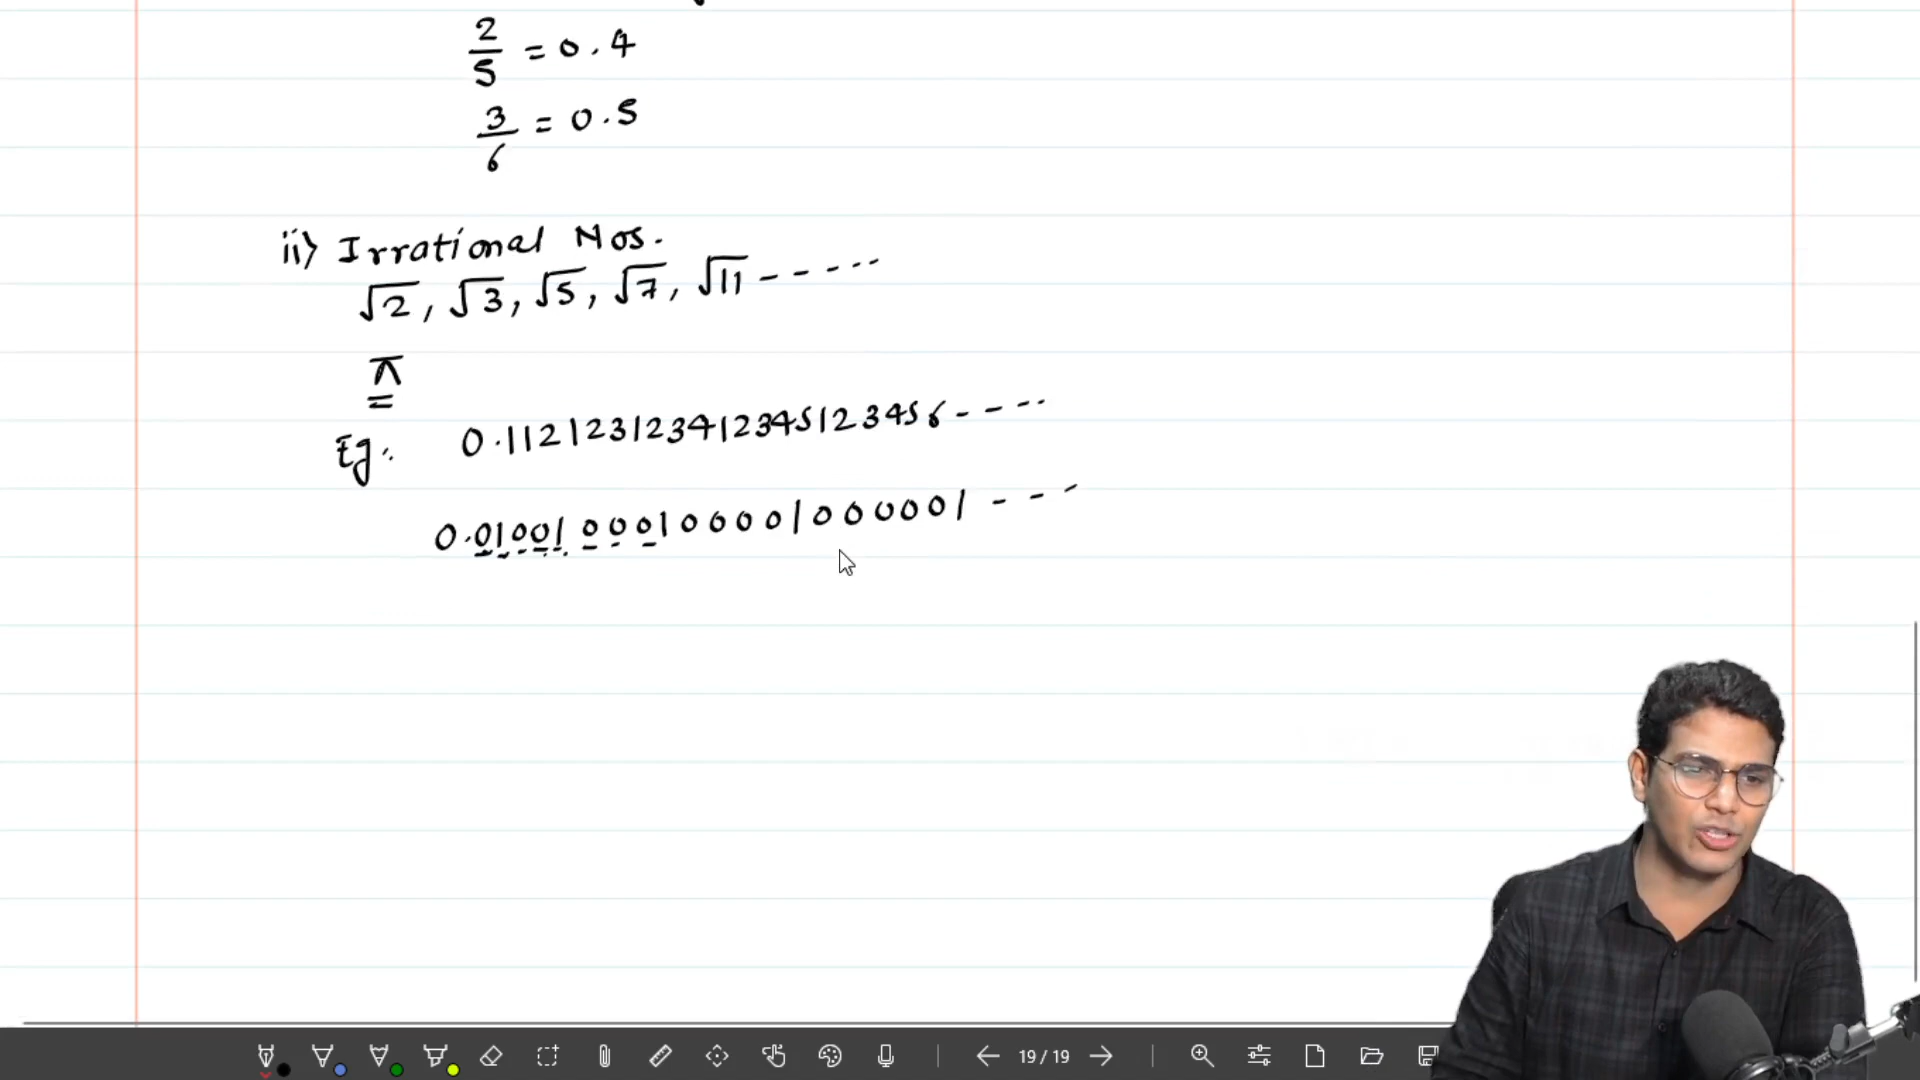 2/5 = 0.4
3/6 = 0.5
ii) Irrational Nos.
√2, √3, √5, √7, √11 - - - - -
π
Eg: 0.112123123412345123456 - - - -
0.01001000100001000001 - - -
19 / 19